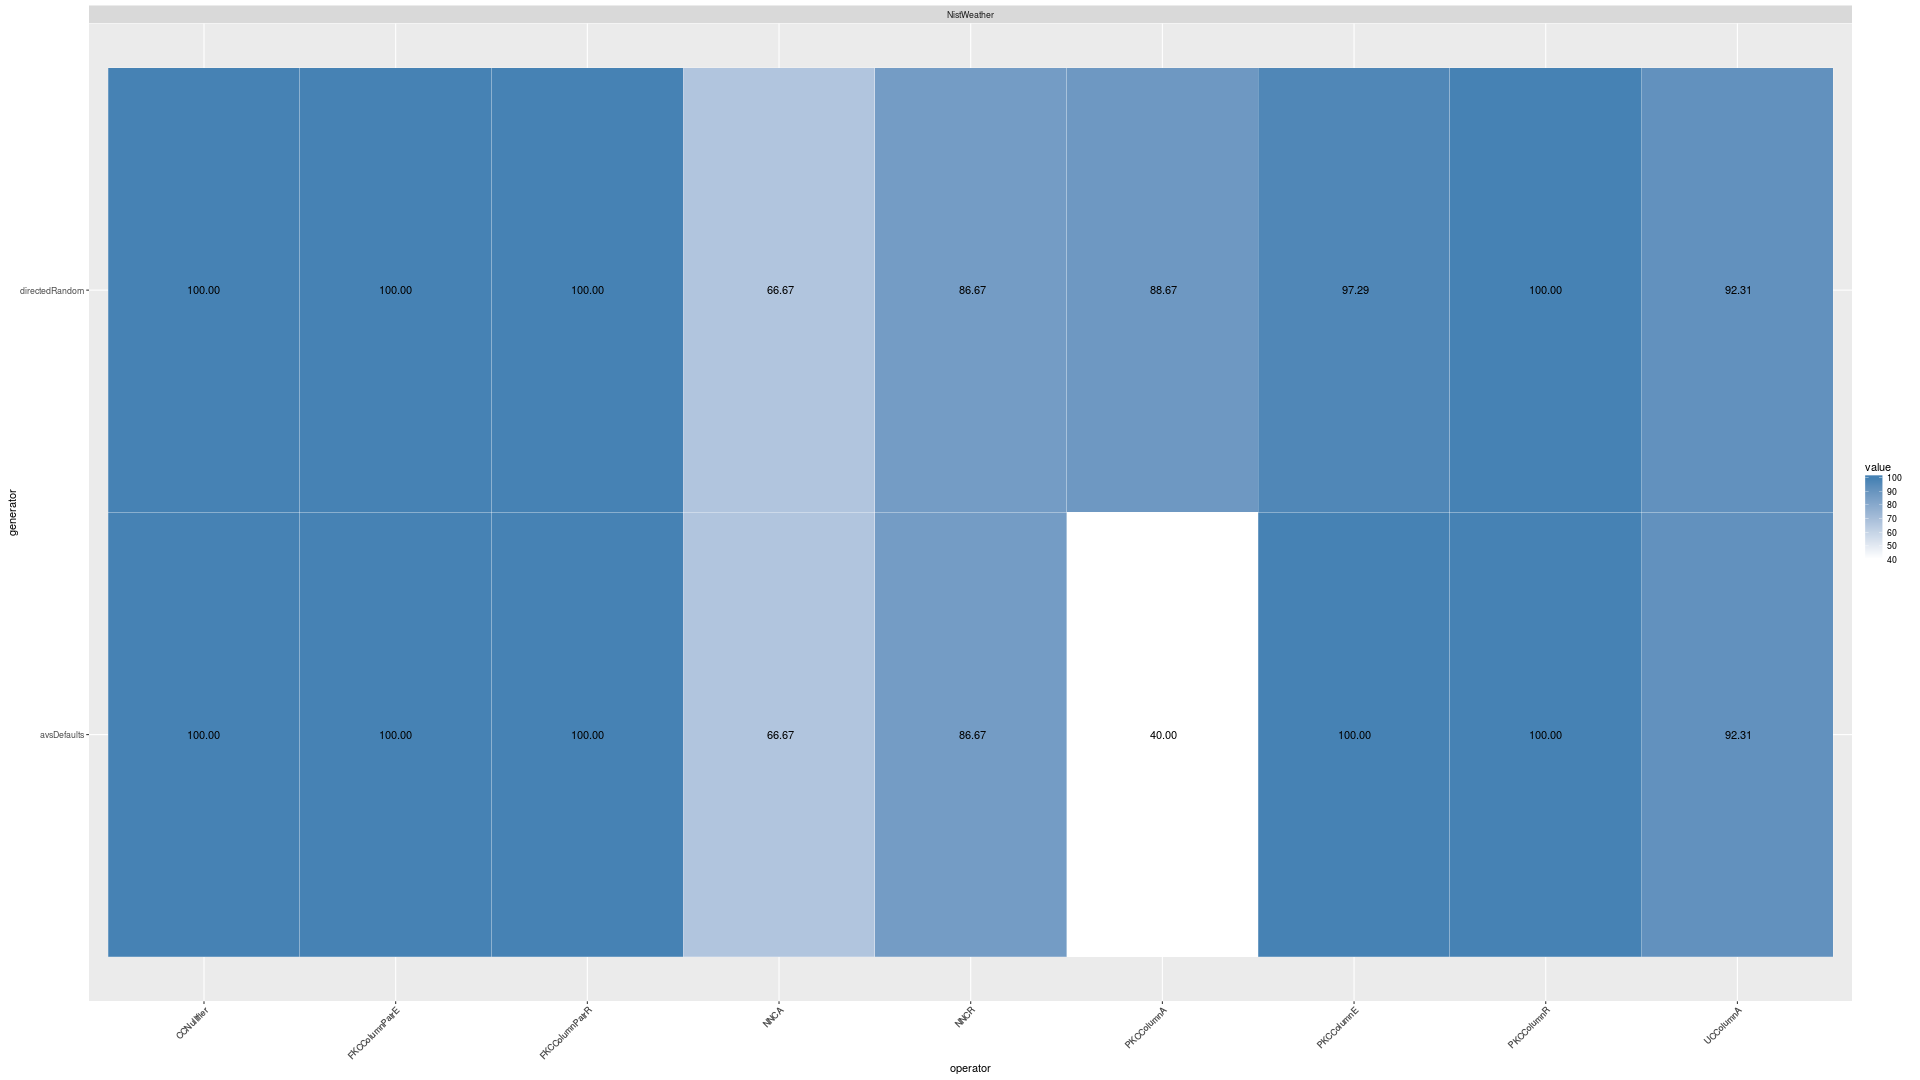 NistWeather
directedRandom
100.00 100.00 100.00 66.67 86.67 88.67 97.29 100.00 92.31
generator
value
100
90
80
70
60
50
40
avsDefaults
100.00 100.00 100.00 66.67 86.67 40.00 100.00 100.00 92.31
CCNullifier FKCColumnPairE FKCColumnPairR NNCA NNCR PKCColumnA PKCColumnE PKCColumnR UCColumnA
operator